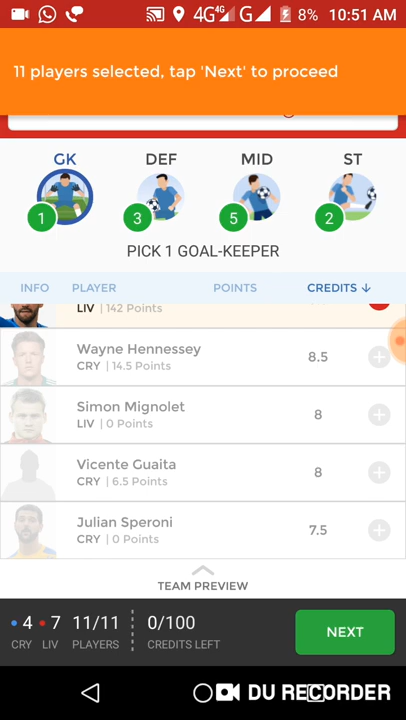 4G 4G G 8% 10:51 AM
11 players selected, tap 'Next' to proceed
GK DEF MID ST
1 3 5 2
PICK 1 GOAL-KEEPER
INFO PLAYER POINTS CREDITS ↓
LIV | 142 Points
Wayne Hennessey
CRY | 14.5 Points
8.5
Simon Mignolet
LIV | 0 Points
8
Vicente Guaita
CRY | 6.5 Points
8
Julian Speroni
CRY | 0 Points
7.5
TEAM PREVIEW
4 7 11/11 0/100
CRY LIV PLAYERS CREDITS LEFT
NEXT
DU RECORDER